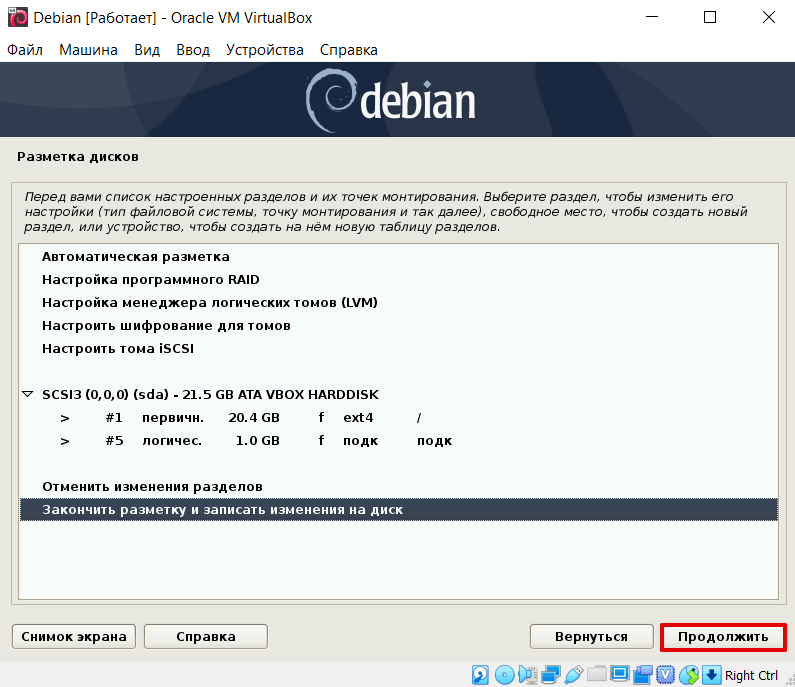 Debian [Работает] - Oracle VM VirtualBox
Файл Машина Вид Ввод Устройства Справка
debian
Разметка дисков
Перед вами список настроенных разделов и их точек монтирования. Выберите раздел, чтобы изменить его
настройки (тип файловой системы, точку монтирования и так далее), свободное место, чтобы создать новый
раздел, или устройство, чтобы создать на нём новую таблицу разделов.
Автоматическая разметка
Настройка программного RAID
Настройка менеджера логических томов (LVM)
Настроить шифрование для томов
Настроить тома iSCSI
SCSI3 (0,0,0) (sda) - 21.5 GB ATA VBOX HARDDISK
> #1 первичн. 20.4 GB f ext4 /
> #5 логичес. 1.0 GB f подк подк
Отменить изменения разделов
Закончить разметку и записать изменения на диск
Снимок экрана Справка Вернуться Продолжить
Right Ctrl